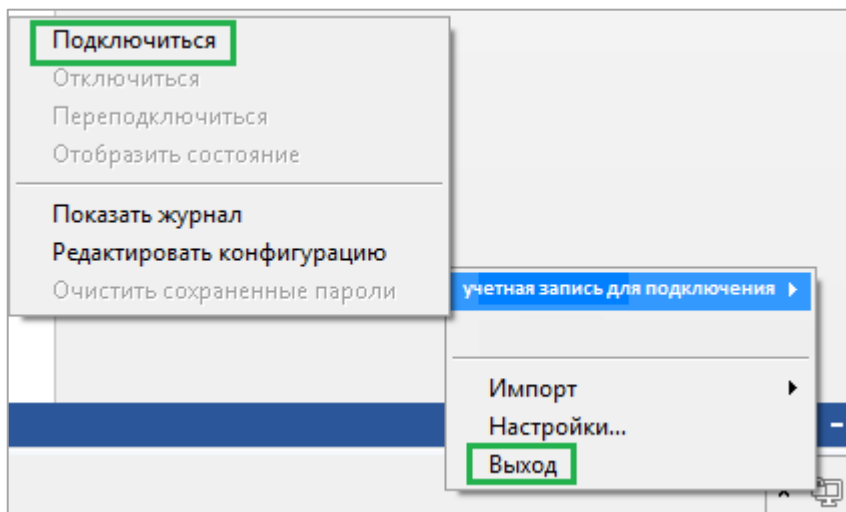 Подключиться
Отключиться
Переподключиться
Отобразить состояние
Показать журнал
Редактировать конфигурацию
Очистить сохраненные пароли
учетная запись для подключения
Импорт
Настройки...
Выход